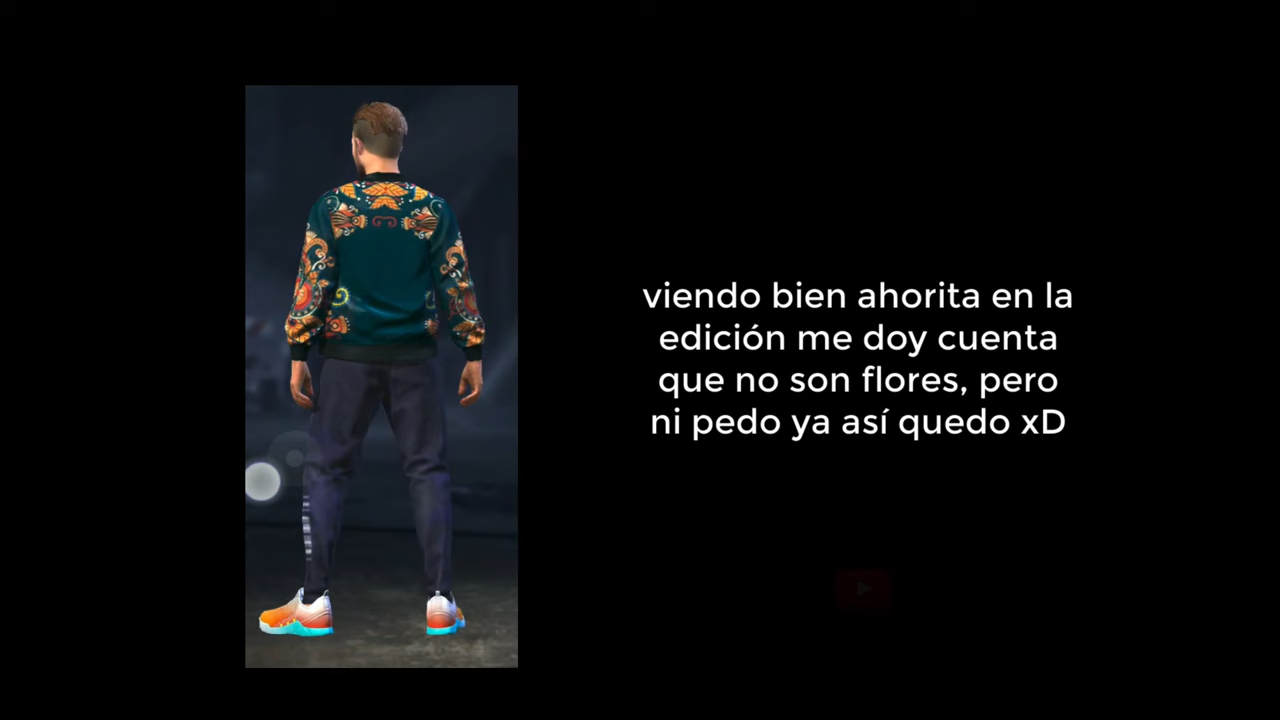 viendo bien ahorita en la
edición me doy cuenta
que no son flores, pero
ni pedo ya así quedo xD